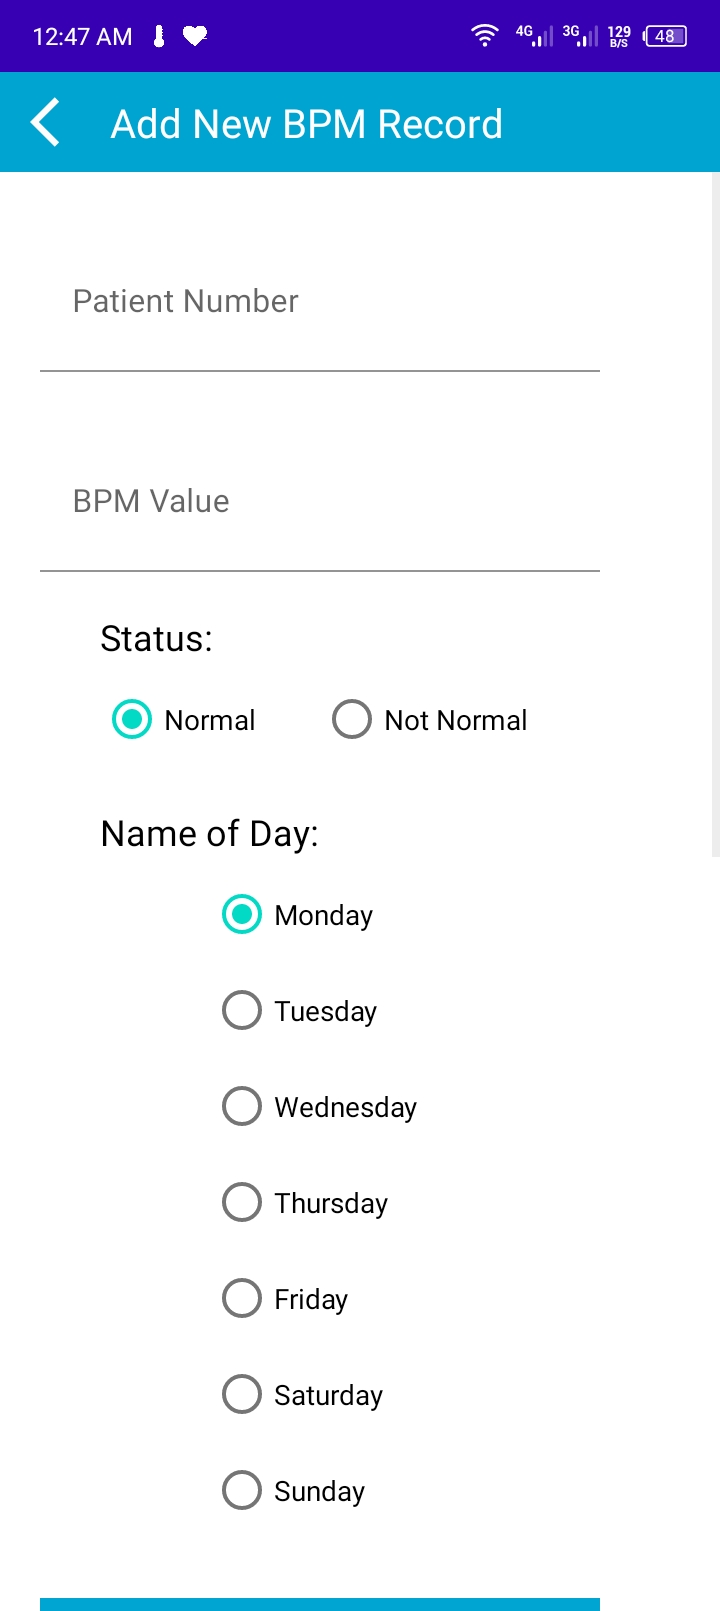 12:47 AM 4G 3G 129 B/S 48
Add New BPM Record
Patient Number
BPM Value
Status:
Normal Not Normal
Name of Day:
Monday
Tuesday
Wednesday
Thursday
Friday
Saturday
Sunday